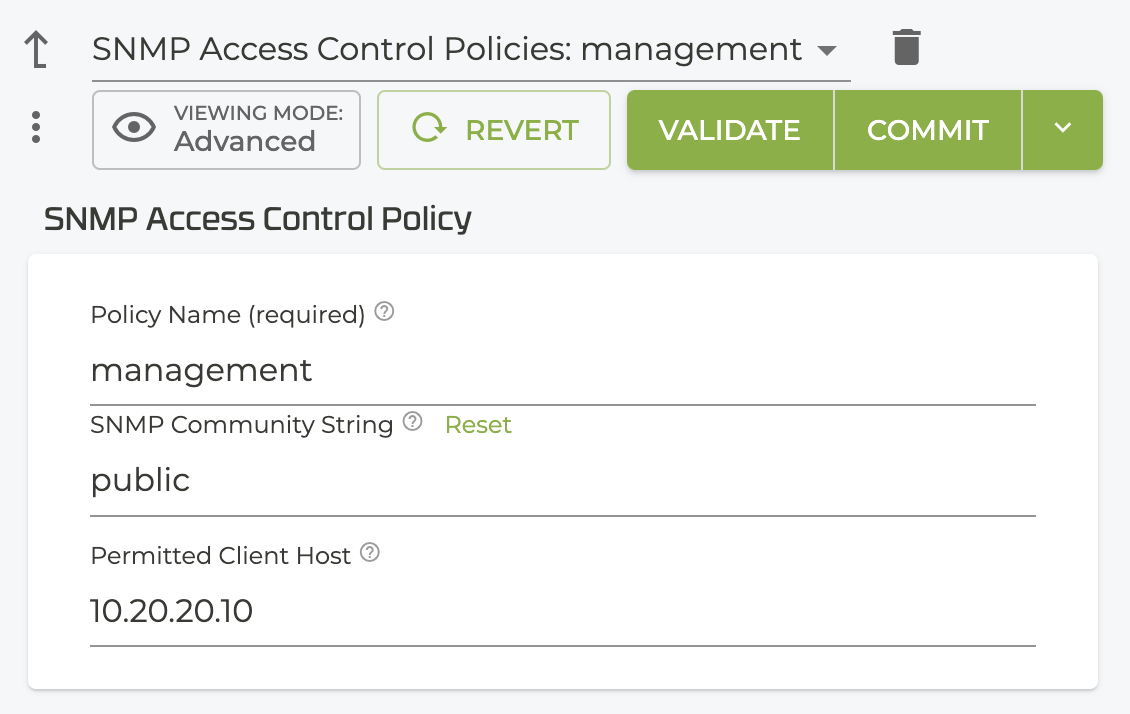 SNMP Access Control Policies: management
VIEWING MODE:
Advanced
REVERT
VALIDATE
COMMIT
SNMP Access Control Policy
Policy Name (required) ?
management
SNMP Community String ? Reset
public
Permitted Client Host ?
10.20.20.10